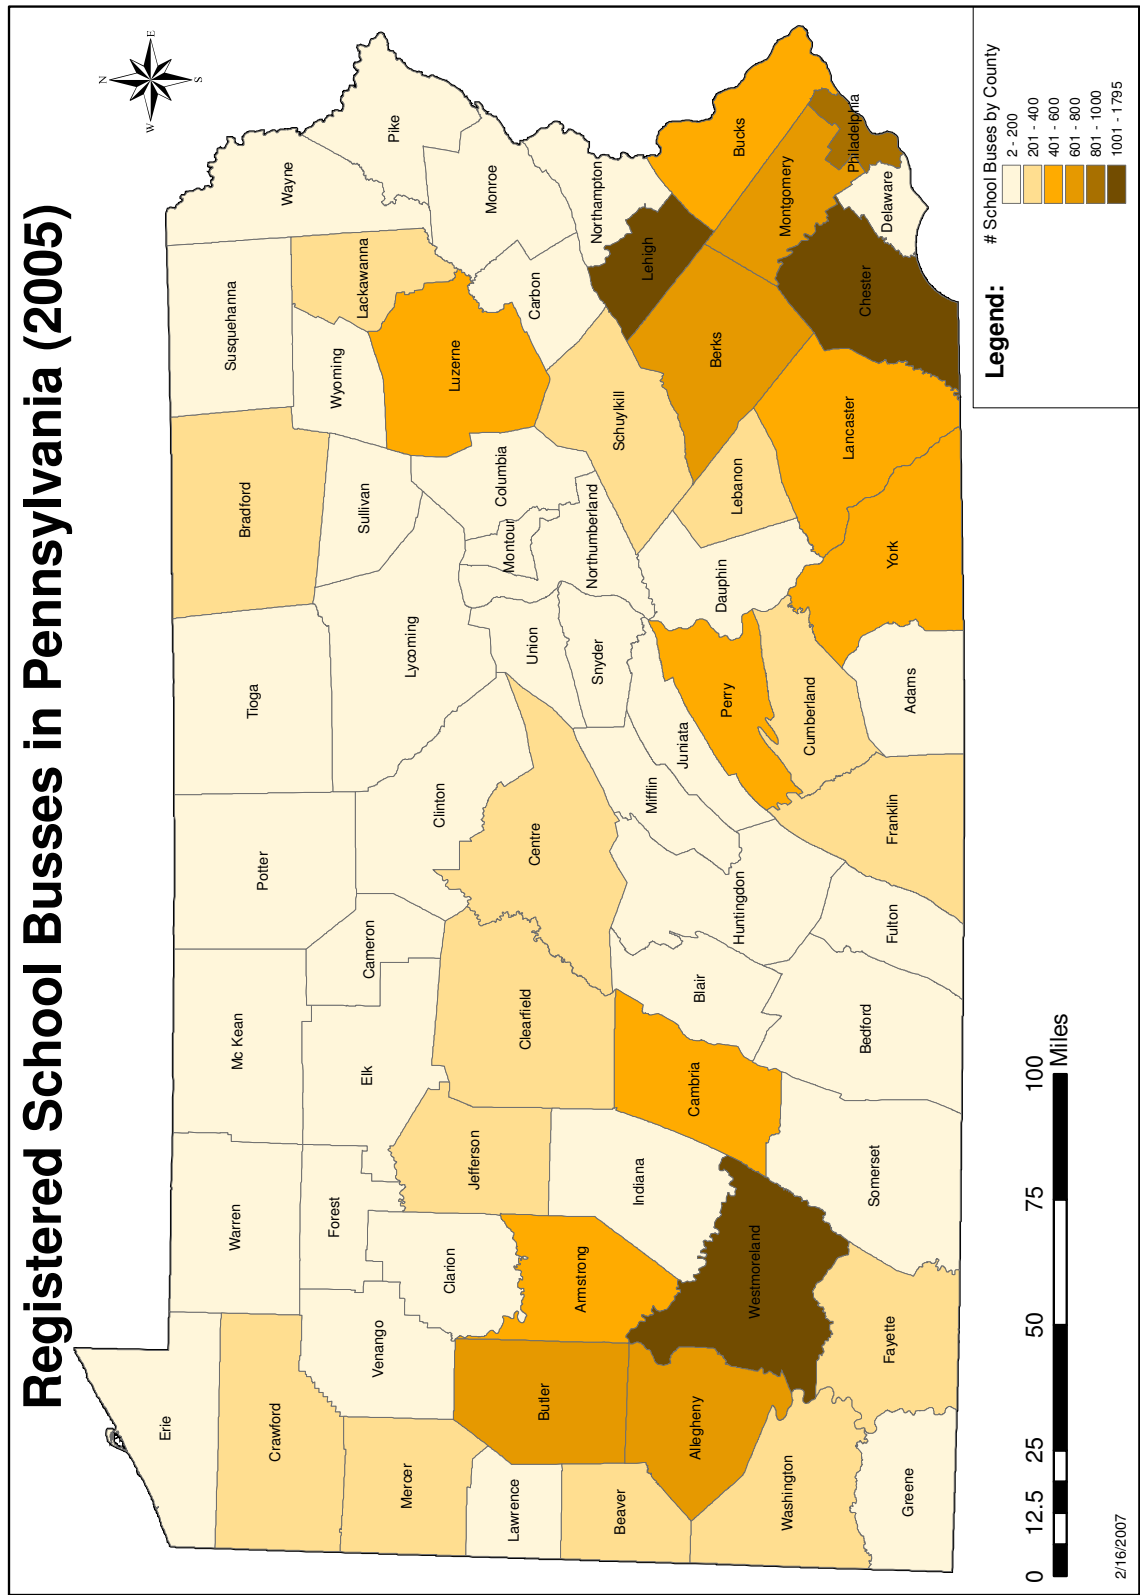 Registered School Busses in Pennsylvania (2005)
N
W
E
S
Erie
Warren
Mc Kean
Potter
Tioga
Bradford
Susquehanna
Wayne
Crawford
Forest
Elk
Cameron
Sullivan
Wyoming
Lackawanna
Pike
Mercer
Venango
Clarion
Jefferson
Clearfield
Clinton
Lycoming
Columbia
Luzerne
Monroe
Lawrence
Butler
Armstrong
Centre
Union
Montour
Northumberland
Carbon
Northampton
Beaver
Indiana
Snyder
Schuylkill
Lehigh
Allegheny
Westmoreland
Cambria
Blair
Huntingdon
Mifflin
Juniata
Perry
Dauphin
Lebanon
Berks
Bucks
Montgomery
Washington
Fayette
Somerset
Bedford
Fulton
Franklin
Cumberland
Adams
York
Lancaster
Chester
Delaware
Philadelphia
Greene
Legend:
# School Buses by County
2 - 200
201 - 400
401 - 600
601 - 800
801 - 1000
1001 - 1795
0 12.5 25 50 75 100
Miles
2/16/2007